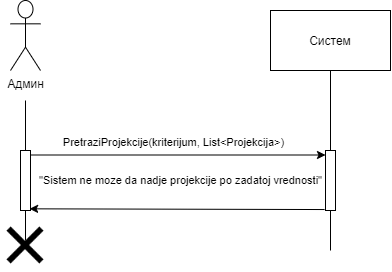 Систем
Админ
PretraziProjekcije(kriterijum, List<Projekcija>)
"Sistem ne moze da nadje projekcije po zadatoj vrednosti"